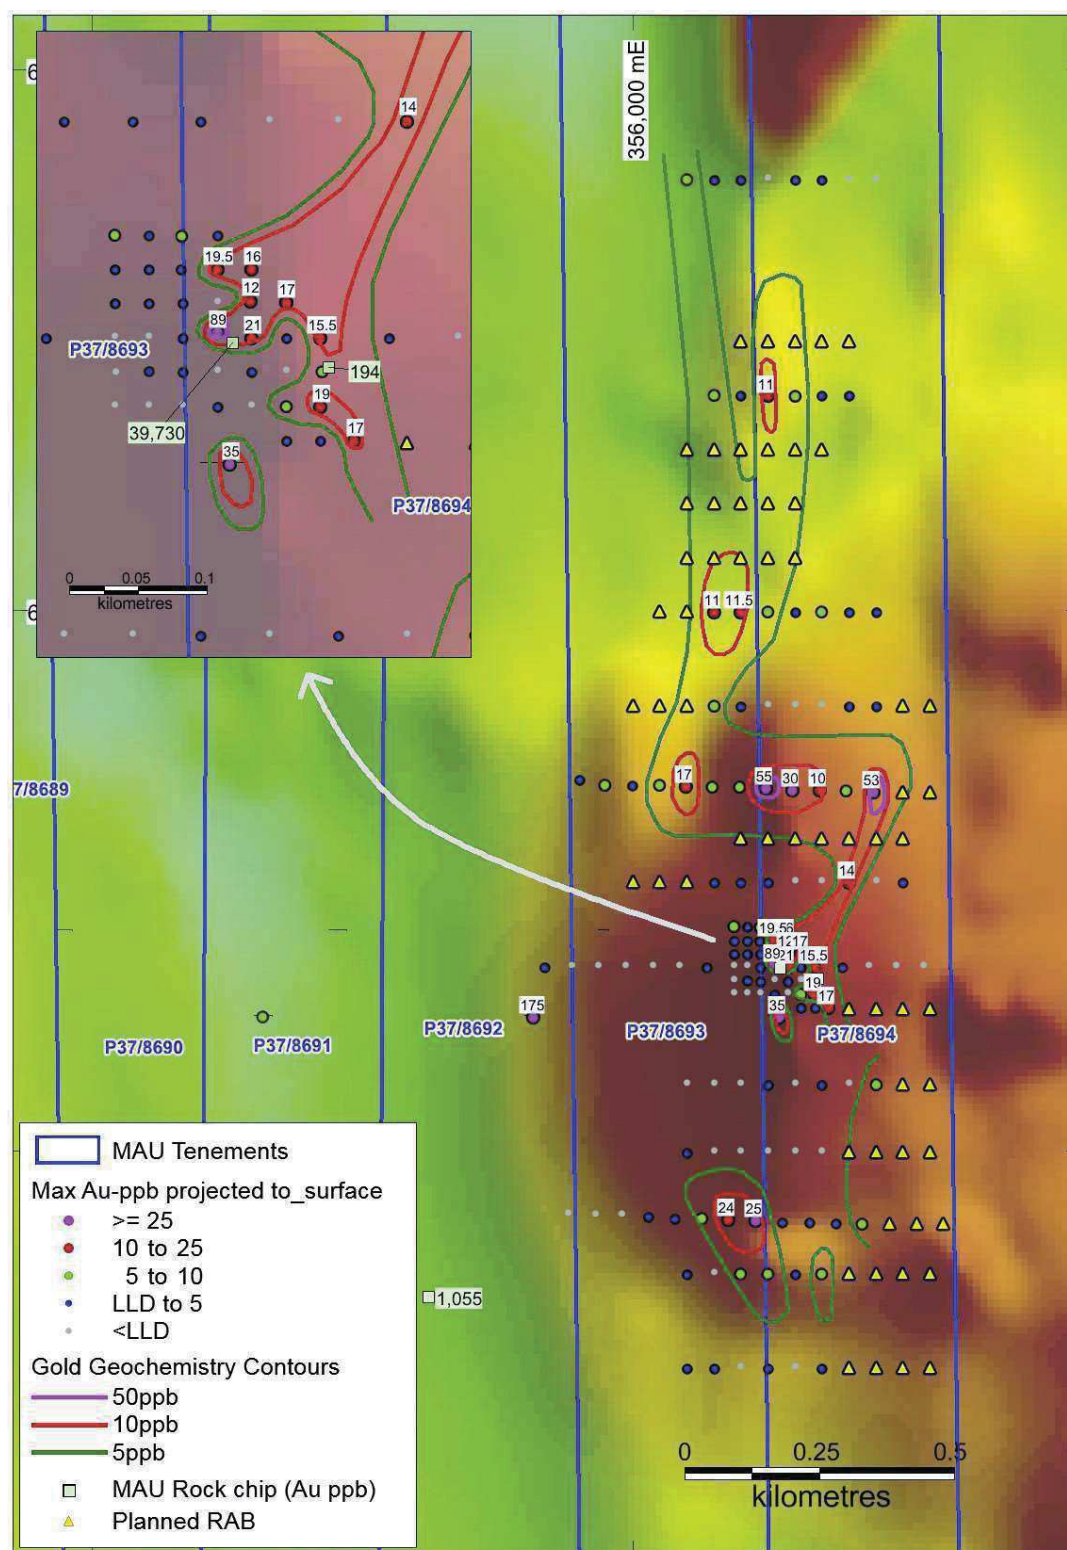 6
356,000 mE
14
19.5
16
12
17
89
21
15.5
P37/8693
194
39,730
19
17
35
P37/8694
0 0.05 0.1
kilometres
6
11
11
11.5
37/8689
17
55
30
10
53
14
19.5
6
12
17
89
21
15.5
19
17
35
175
P37/8690
P37/8691
P37/8692
P37/8693
P37/8694
24
25
1,055
MAU Tenements
Max Au-ppb projected to_surface
>= 25
10 to 25
5 to 10
LLD to 5
<LLD
Gold Geochemistry Contours
50ppb
10ppb
5ppb
MAU Rock chip (Au ppb)
Planned RAB
0 0.25 0.5
kilometres